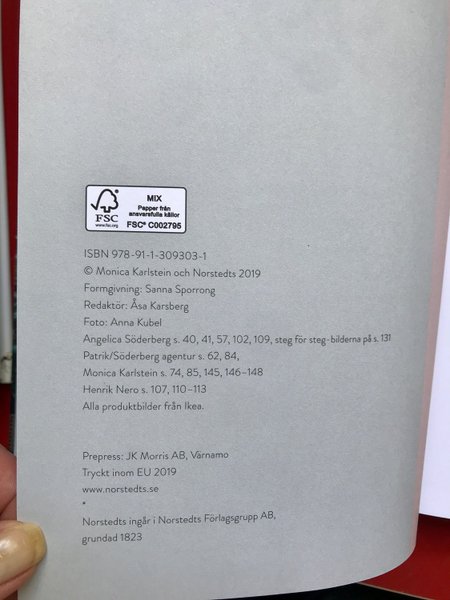 FSC
www.fsc.org
MIX
Papper från
ansvarsfulla källor
FSC® C002795
ISBN 978-91-1-309303-1
© Monica Karlstein och Norstedts 2019
Formgivning: Sanna Sporrong
Redaktör: Åsa Karsberg
Foto: Anna Kubel
Angelica Söderberg s. 40, 41, 57, 102, 109, steg för steg-bilderna på s. 131
Patrik/Söderberg agentur s. 62, 84,
Monica Karlstein s. 74, 85, 145, 146–148
Henrik Nero s. 107, 110–113
Alla produktbilder från Ikea.
Prepress: JK Morris AB, Värnamo
Tryckt inom EU 2019
www.norstedts.se
*
Norstedts ingår i Norstedts Förlagsgrupp AB,
grundad 1823